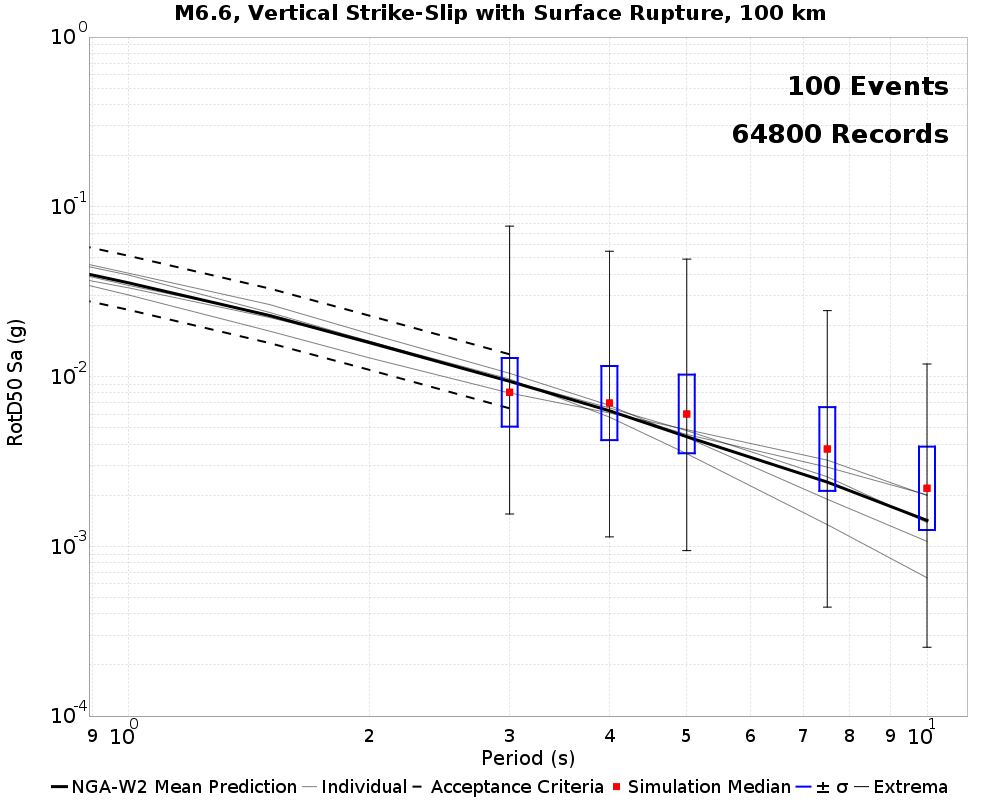 M6.6, Vertical Strike-Slip with Surface Rupture, 100 km
100 Events
64800 Records
10^0
10^-1
10^-2
10^-3
10^-4
RotD50 Sa (g)
9 10^0 2 3 4 5 6 7 8 9 10^1
Period (s)
NGA-W2 Mean Prediction Individual Acceptance Criteria Simulation Median ± σ Extrema